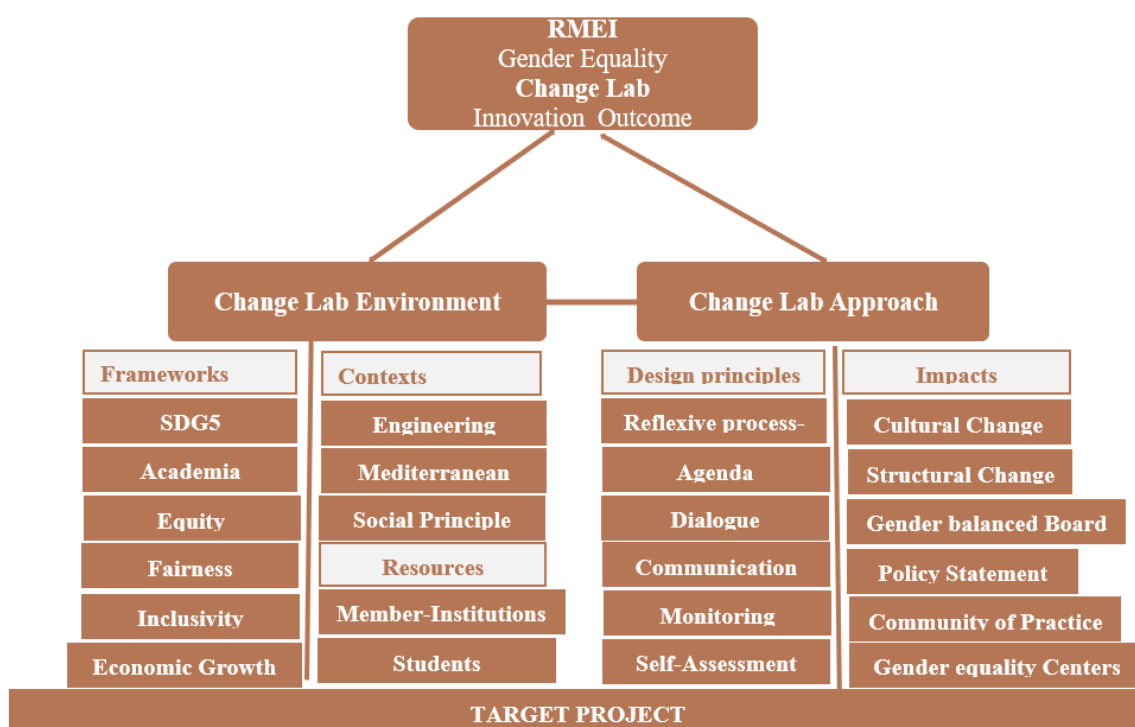 RMEI
Gender Equality
Change Lab
Innovation Outcome
Change Lab Environment
Change Lab Approach
Frameworks
SDG5
Academia
Equity
Fairness
Inclusivity
Economic Growth
Contexts
Engineering
Mediterranean
Social Principle
Resources
Member-Institutions
Students
Design principles
Reflexive process-
Agenda
Dialogue
Communication
Monitoring
Self-Assessment
Impacts
Cultural Change
Structural Change
Gender balanced Board
Policy Statement
Community of Practice
Gender equality Centers
TARGET PROJECT